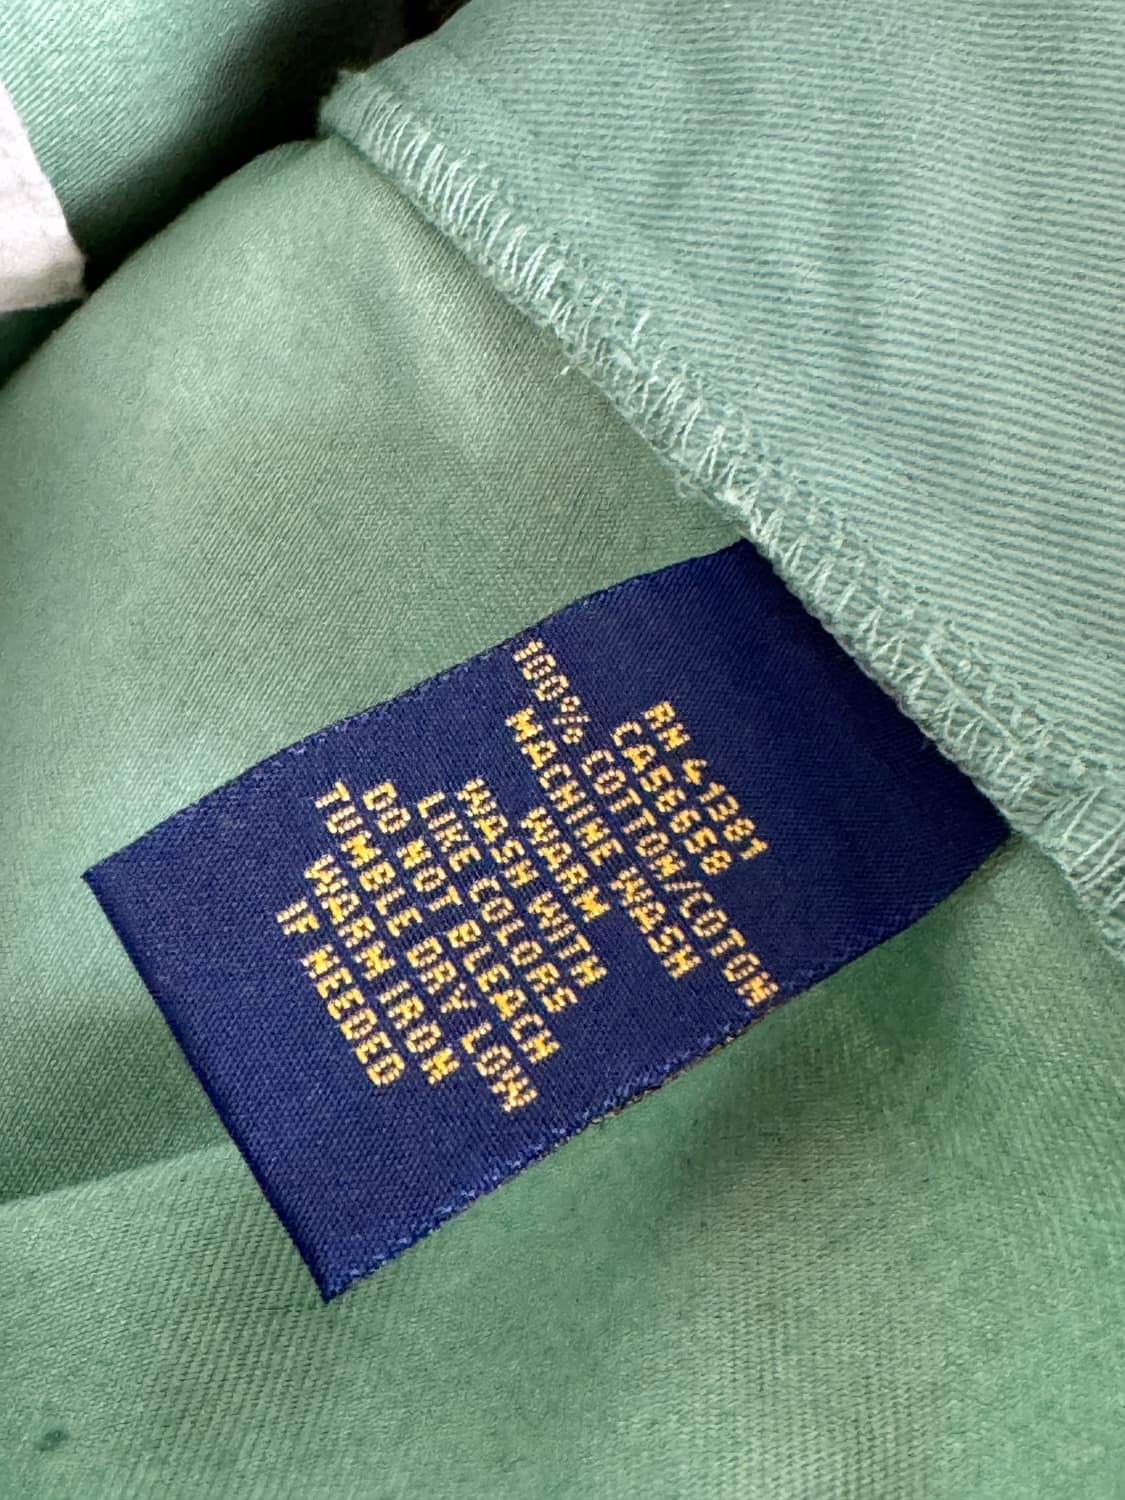 RN 41381
CA56668
100% COTTON/COTON
MACHINE WASH
WARM
WASH WITH
LIKE COLORS
DO NOT BLEACH
TUMBLE DRY LOW
WARM IRON
IF NEEDED